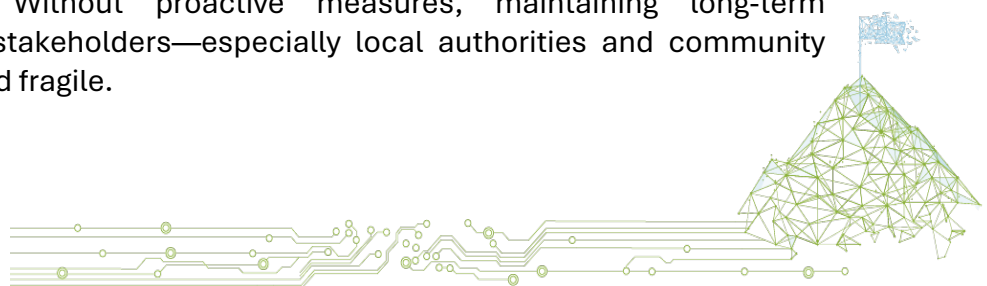 Without proactive measures, maintaining long-term
stakeholders—especially local authorities and community
d fragile.